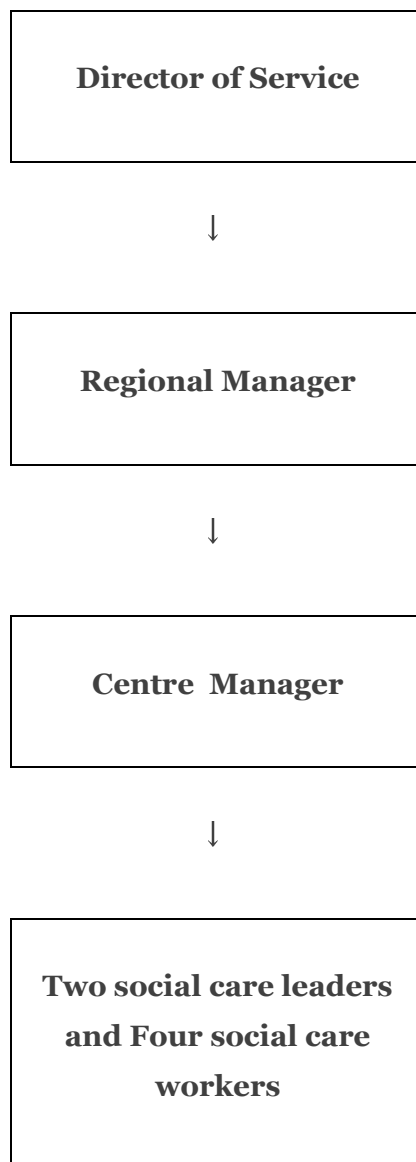 Director of Service
↓
Regional Manager
↓
Centre Manager
↓
Two social care leaders
and Four social care
workers